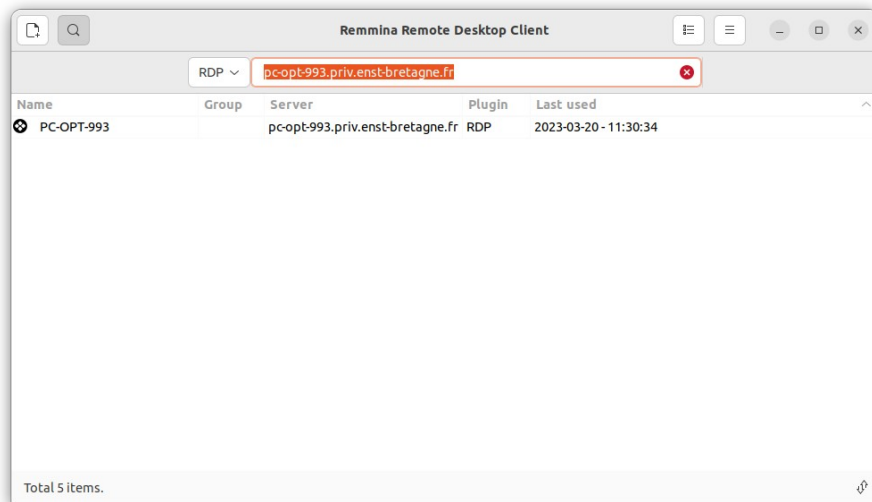 Remmina Remote Desktop Client
RDP pc-opt-993.priv.enst-bretagne.fr
Name Group Server Plugin Last used
PC-OPT-993 pc-opt-993.priv.enst-bretagne.fr RDP 2023-03-20 - 11:30:34
Total 5 items.